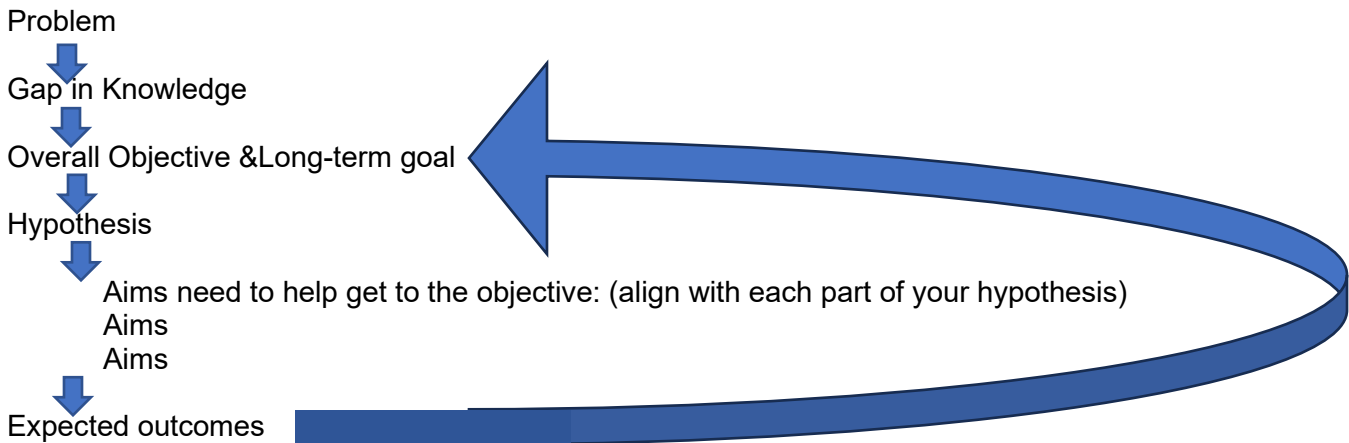 Problem
Gap in Knowledge
Overall Objective &Long-term goal
Hypothesis
Aims need to help get to the objective: (align with each part of your hypothesis)
Aims
Aims
Expected outcomes